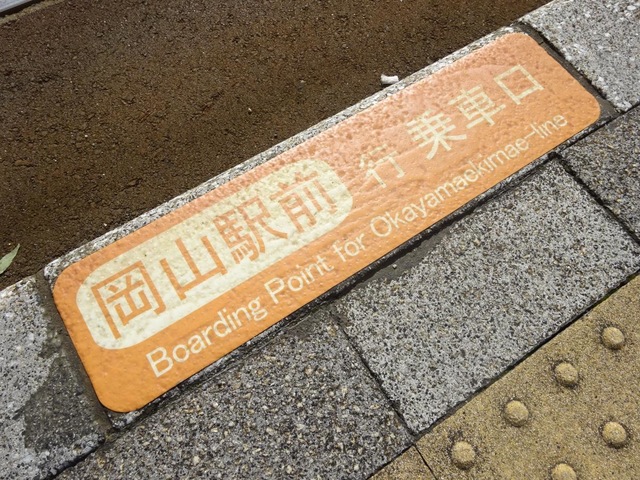 岡山駅前行 乗車口
Boarding Point for Okayamaekimae-line